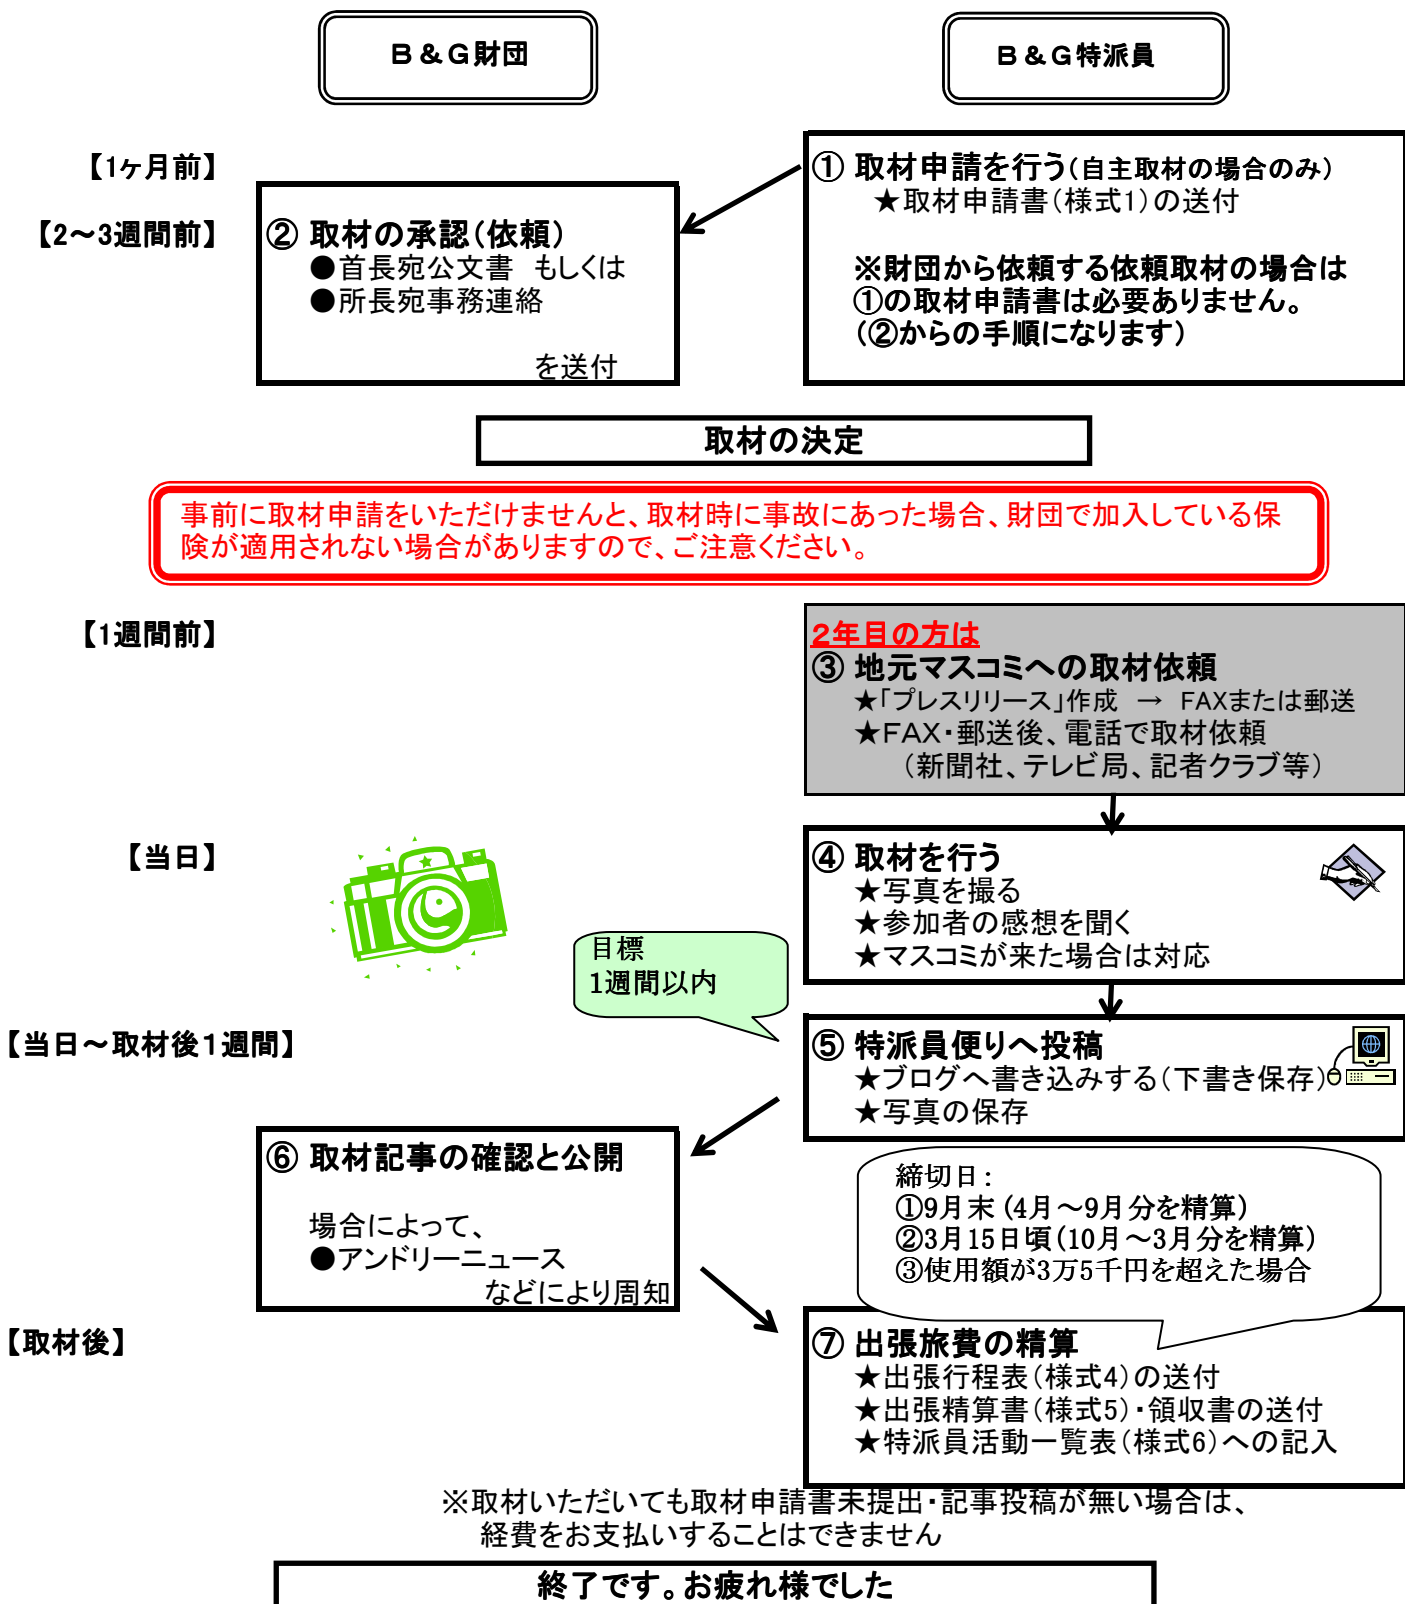 B＆G財団
B＆G特派員
【1ヶ月前】
① 取材申請を行う（自主取材の場合のみ）
★取材申請書（様式1）の送付
※財団から依頼する依頼取材の場合は
①の取材申請書は必要ありません。
（②からの手順になります）
【2～3週間前】
② 取材の承認（依頼）
●首長宛公文書　もしくは
●所長宛事務連絡
を送付
取材の決定
事前に取材申請をいただけませんと、取材時に事故にあった場合、財団で加入している保
険が適用されない場合がありますので、ご注意ください。
【1週間前】
2年目の方は
③ 地元マスコミへの取材依頼
★「プレスリリース」作成　→　FAXまたは郵送
★FAX・郵送後、電話で取材依頼
（新聞社、テレビ局、記者クラブ等）
【当日】
④ 取材を行う
★写真を撮る
★参加者の感想を聞く
★マスコミが来た場合は対応
目標
1週間以内
【当日～取材後1週間】
⑤ 特派員便りへ投稿
★ブログへ書き込みする（下書き保存）
★写真の保存
⑥ 取材記事の確認と公開
場合によって、
●アンドリーニュース
などにより周知
締切日：
①9月末（4月～9月分を精算）
②3月15日頃（10月～3月分を精算）
③使用額が3万5千円を超えた場合
【取材後】
⑦ 出張旅費の精算
★出張行程表（様式4）の送付
★出張精算書（様式5）・領収書の送付
★特派員活動一覧表（様式6）への記入
※取材いただいても取材申請書未提出・記事投稿が無い場合は、
経費をお支払いすることはできません
終了です。お疲れ様でした